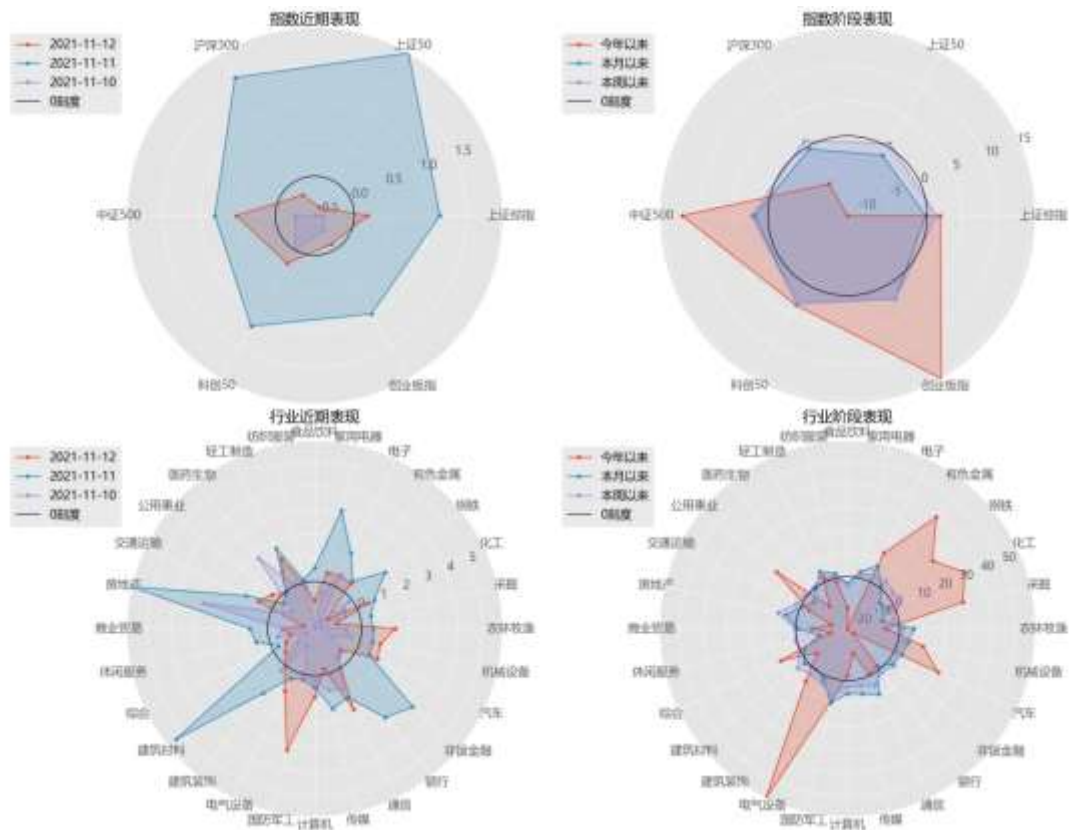 指数近期表现
2021-11-12
2021-11-11
2021-11-10
0刻度
沪深300
上证50
中证500
上证综指
科创50
创业板指
-0.5
0.0
0.5
1.0
1.5
指数阶段表现
今年以来
本月以来
本周以来
0刻度
沪深300
上证50
中证500
上证综指
科创50
创业板指
-10
-5
0
5
10
15
行业近期表现
2021-11-12
2021-11-11
2021-11-10
0刻度
食品饮料
纺织服装
家用电器
轻工制造
电子
医药生物
有色金属
公用事业
钢铁
交通运输
化工
房地产
采掘
商业贸易
农林牧渔
休闲服务
机械设备
综合
汽车
建筑材料
非银金融
建筑装饰
银行
电气设备
通信
国防军工
计算机
传媒
0
1
2
3
4
5
行业阶段表现
今年以来
本月以来
本周以来
0刻度
食品饮料
纺织服装
家用电器
轻工制造
电子
医药生物
有色金属
公用事业
钢铁
交通运输
化工
房地产
采掘
商业贸易
农林牧渔
休闲服务
机械设备
综合
汽车
建筑材料
非银金融
建筑装饰
银行
电气设备
通信
国防军工
计算机
传媒
0
10
20
30
40
50